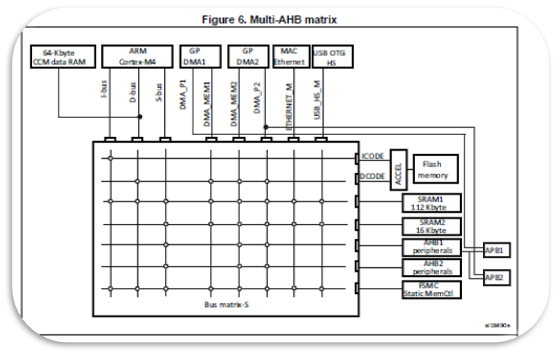 Figure 6. Multi-AHB matrix
64-Kbyte
CCM data RAM
ARM
Cortex-M4
GP
DMA1
GP
DMA2
MAC
Ethernet
USB OTG
HS
I-bus
D-bus
S-bus
DMA_P1
DMA_MEM1
DMA_MEM2
DMA_P2
ETHERNET_M
USB_HS_M
ICODE
DCODE
ACCEL
Flash
memory
SRAM1
112 Kbyte
SRAM2
16 Kbyte
AHB1
peripherals
AHB2
peripherals
FSMC
Static MemCtl
APB1
APB2
Bus matrix-S
ai18490e